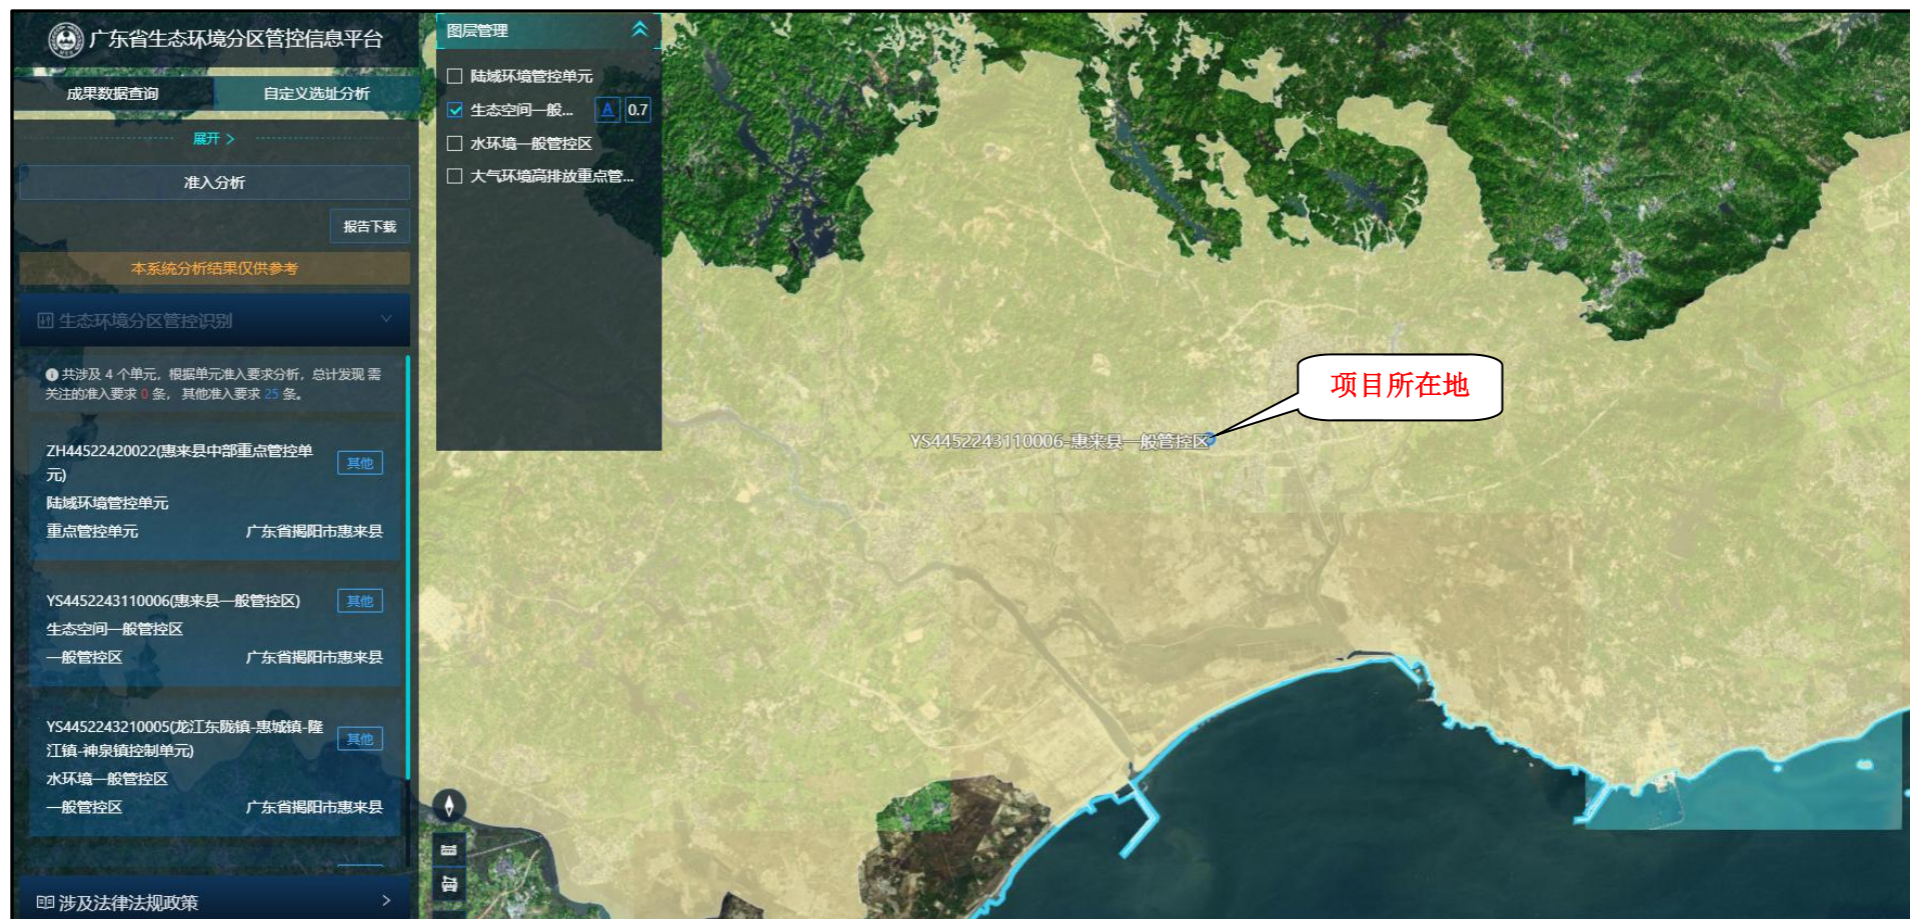 广东省生态环境分区管控信息平台
成果数据查询
自定义选址分析
展开 >
准入分析
报告下载
本系统分析结果仅供参考
生态环境分区管控识别
共涉及 4 个单元，根据单元准入要求分析，总计发现 需
关注的准入要求 0 条， 其他准入要求 25 条。
ZH44522420022(惠来县中部重点管控单
元)
其他
陆域环境管控单元
重点管控单元
广东省揭阳市惠来县
YS4452243110006(惠来县一般管控区)
其他
生态空间一般管控区
一般管控区
广东省揭阳市惠来县
YS4452243210005(龙江东陇镇-惠城镇-隆
江镇-神泉镇控制单元)
其他
水环境一般管控区
一般管控区
广东省揭阳市惠来县
涉及法律法规政策
图层管理
陆域环境管控单元
生态空间一般...
A
0.7
水环境一般管控区
大气环境高排放重点管...
项目所在地
YS4452243110006-惠来县一般管控区